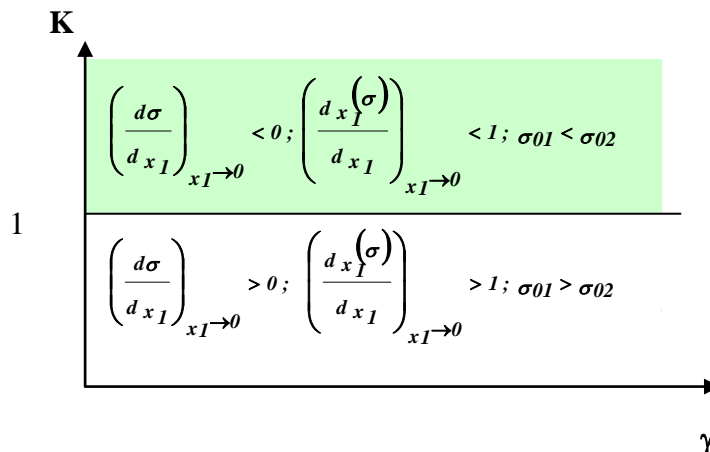 K
(dσ/dx1)x1→0 < 0 ; (dx1(σ)/dx1)x1→0 < 1 ; σ01 < σ02
1
(dσ/dx1)x1→0 > 0 ; (dx1(σ)/dx1)x1→0 > 1 ; σ01 > σ02
γ